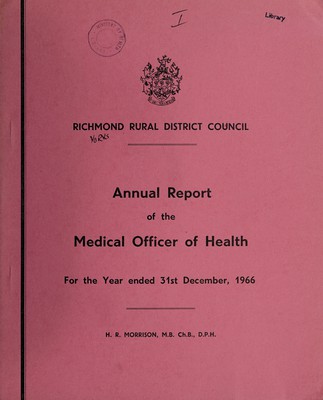 I
Library
RICHMOND RURAL DISTRICT COUNCIL
Yorks
Annual Report
of the
Medical Officer of Health
For the Year ended 31st December, 1966
H. R. MORRISON, M.B. Ch.B., D.P.H.